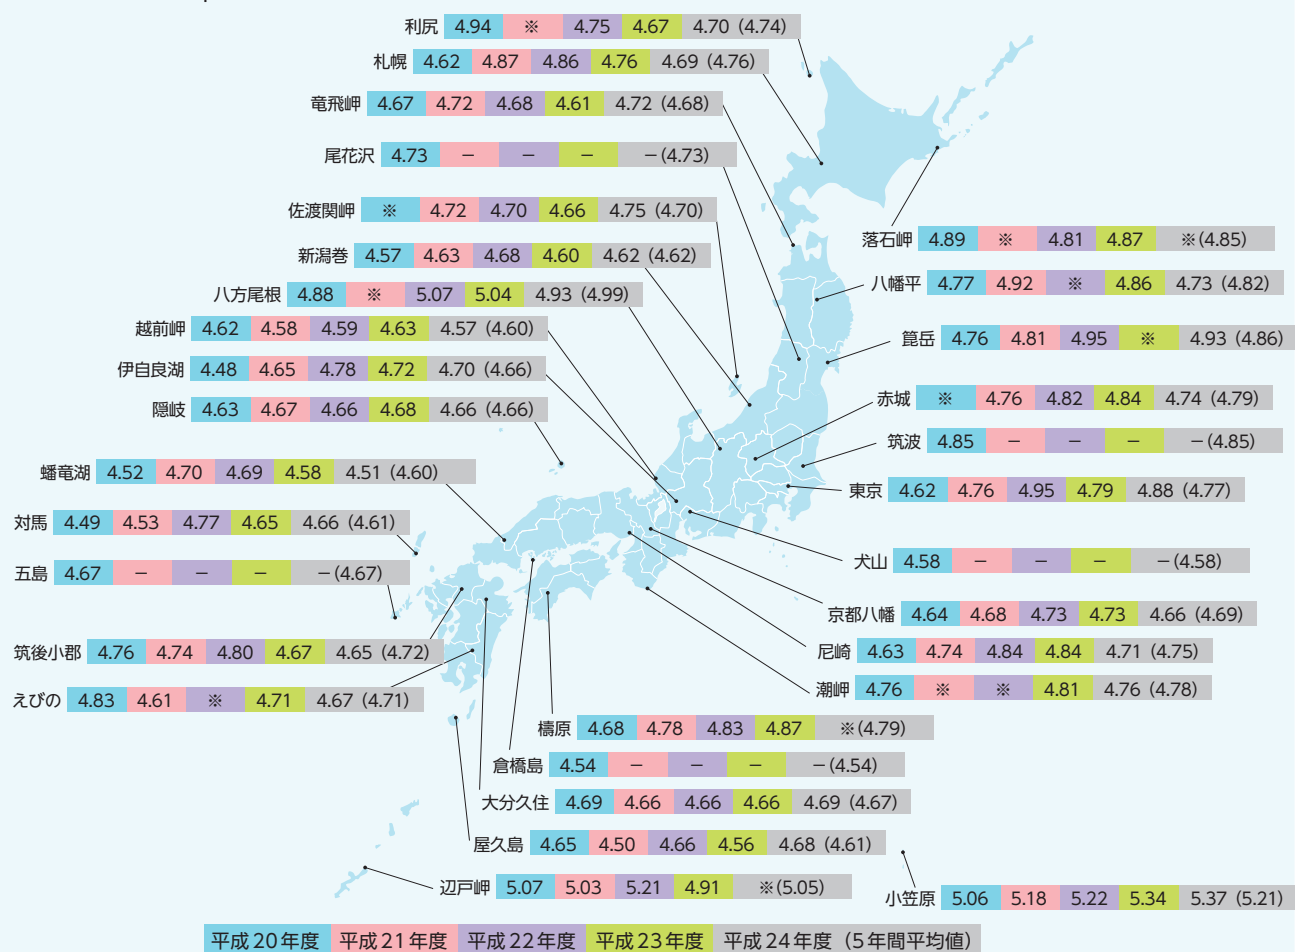 利尻 4.94 ※ 4.75 4.67 4.70 (4.74)
札幌 4.62 4.87 4.86 4.76 4.69 (4.76)
竜飛岬 4.67 4.72 4.68 4.61 4.72 (4.68)
尾花沢 4.73 － － － －(4.73)
佐渡関岬 ※ 4.72 4.70 4.66 4.75 (4.70)
新潟巻 4.57 4.63 4.68 4.60 4.62 (4.62)
八方尾根 4.88 ※ 5.07 5.04 4.93 (4.99)
越前岬 4.62 4.58 4.59 4.63 4.57 (4.60)
伊自良湖 4.48 4.65 4.78 4.72 4.70 (4.66)
隠岐 4.63 4.67 4.66 4.68 4.66 (4.66)
蟠竜湖 4.52 4.70 4.69 4.58 4.51 (4.60)
対馬 4.49 4.53 4.77 4.65 4.66 (4.61)
五島 4.67 － － － －(4.67)
筑後小郡 4.76 4.74 4.80 4.67 4.65 (4.72)
えびの 4.83 4.61 ※ 4.71 4.67 (4.71)
落石岬 4.89 ※ 4.81 4.87 ※(4.85)
八幡平 4.77 4.92 ※ 4.86 4.73 (4.82)
箟岳 4.76 4.81 4.95 ※ 4.93 (4.86)
赤城 ※ 4.76 4.82 4.84 4.74 (4.79)
筑波 4.85 － － － －(4.85)
東京 4.62 4.76 4.95 4.79 4.88 (4.77)
犬山 4.58 － － － －(4.58)
京都八幡 4.64 4.68 4.73 4.73 4.66 (4.69)
尼崎 4.63 4.74 4.84 4.84 4.71 (4.75)
潮岬 4.76 ※ ※ 4.81 4.76 (4.78)
檮原 4.68 4.78 4.83 4.87 ※(4.79)
倉橋島 4.54 － － － －(4.54)
大分久住 4.69 4.66 4.66 4.66 4.69 (4.67)
屋久島 4.65 4.50 4.66 4.56 4.68 (4.61)
辺戸岬 5.07 5.03 5.21 4.91 ※(5.05)
小笠原 5.06 5.18 5.22 5.34 5.37 (5.21)
平成20年度 平成21年度 平成22年度 平成23年度 平成24年度（5年間平均値）